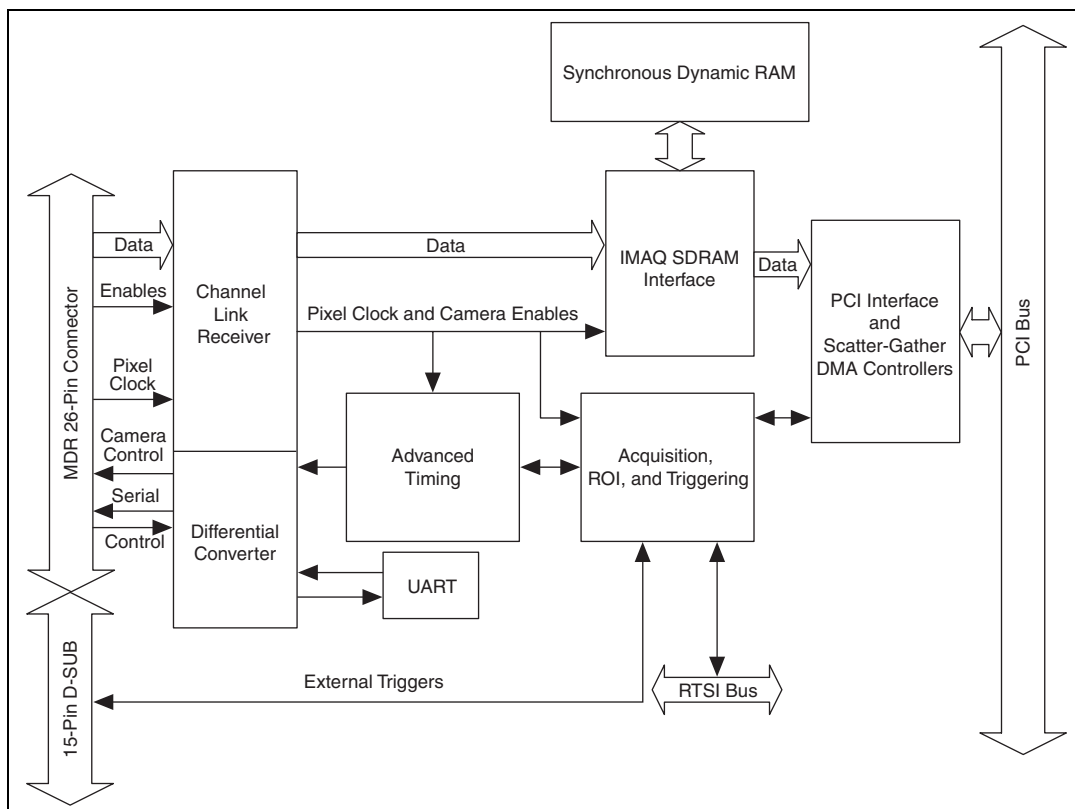 Synchronous Dynamic RAM
MDR 26-Pin Connector
Data
Enables
Pixel
Clock
Camera
Control
Serial
Control
Channel
Link
Receiver
Differential
Converter
Data
Pixel Clock and Camera Enables
IMAQ SDRAM
Interface
Data
PCI Interface
and
Scatter-Gather
DMA Controllers
PCI Bus
Advanced
Timing
Acquisition,
ROI, and Triggering
UART
15-Pin D-SUB
External Triggers
RTSI Bus